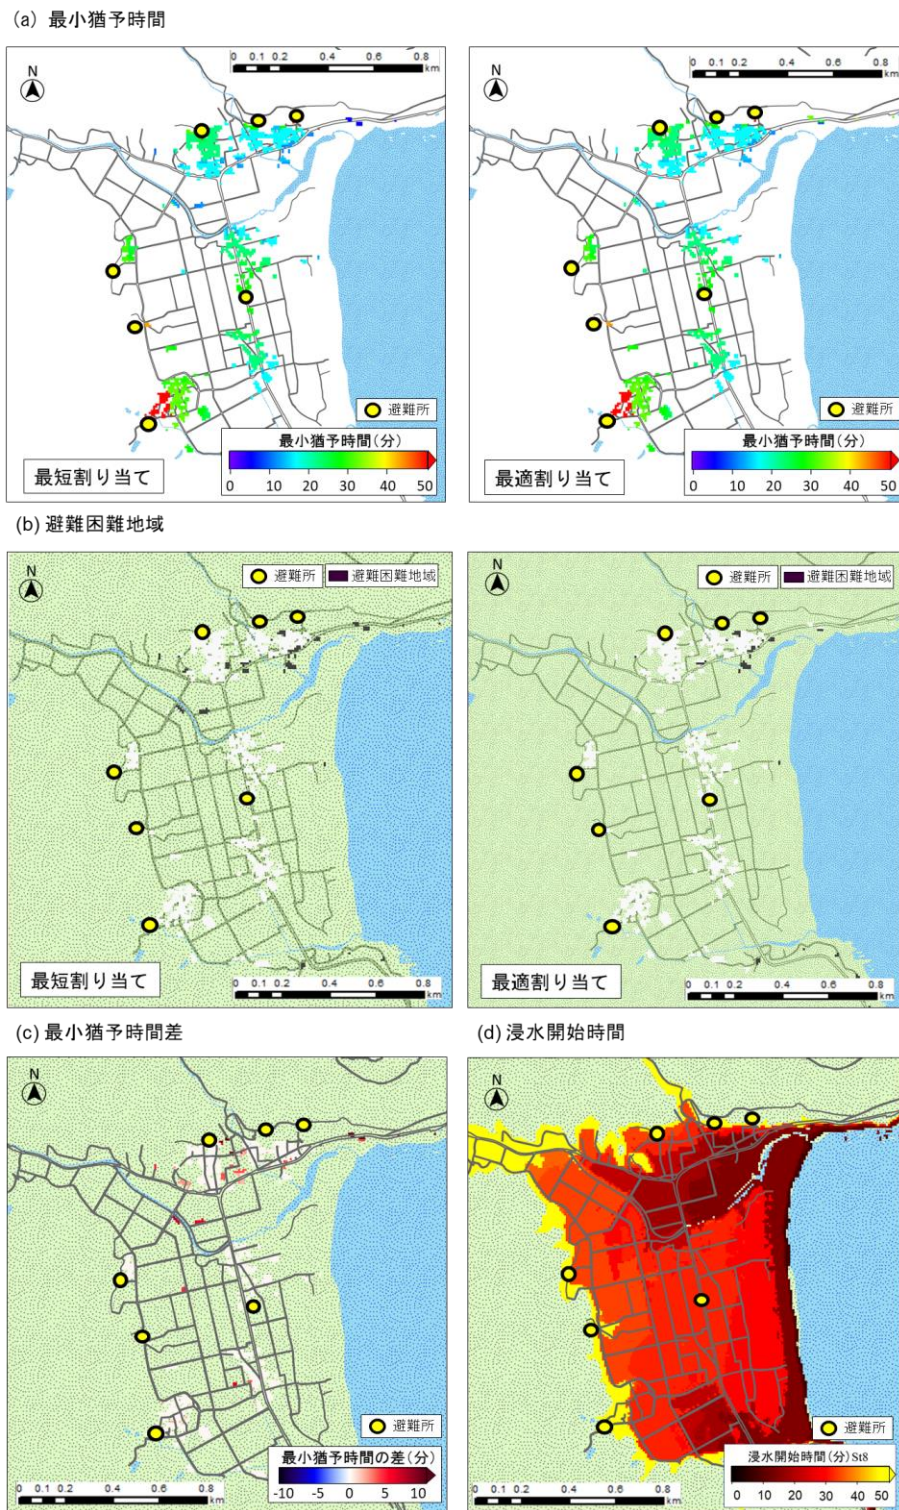 (a) 最小猶予時間
N
0 0.1 0.2 0.4 0.6 0.8
km
避難所
最小猶予時間(分)
0 10 20 30 40 50
最短割り当て
N
0 0.1 0.2 0.4 0.6 0.8
km
避難所
最小猶予時間(分)
0 10 20 30 40 50
最適割り当て
(b) 避難困難地域
N
避難所 避難困難地域
最短割り当て
0 0.1 0.2 0.4 0.6 0.8
km
N
避難所 避難困難地域
最適割り当て
0 0.1 0.2 0.4 0.6 0.8
km
(c) 最小猶予時間差
N
避難所
最小猶予時間の差(分)
-10 -5 0 5 10
0 0.1 0.2 0.4 0.6 0.8
km
(d) 浸水開始時間
N
避難所
浸水開始時間(分)St8
0 10 20 30 40 50
0 0.1 0.2 0.4 0.6 0.8
km